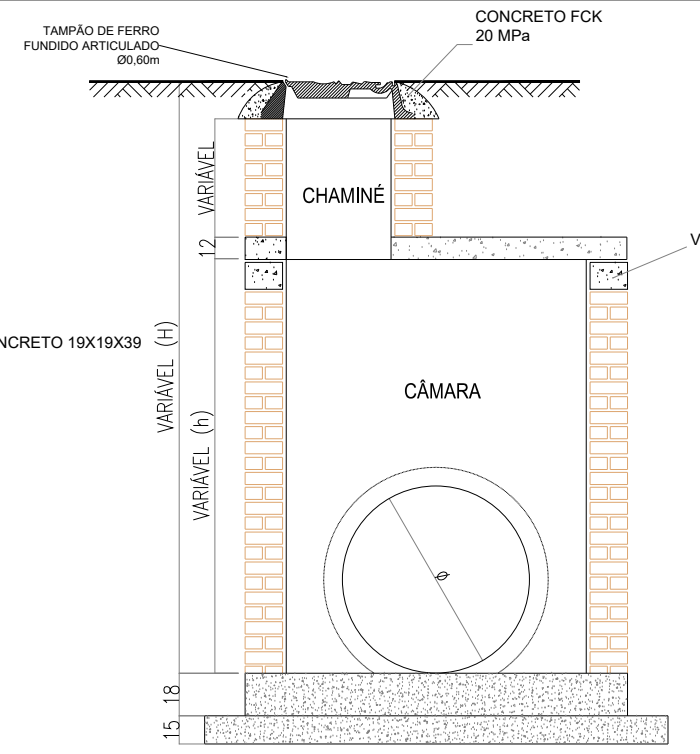 TAMPÃO DE FERRO
FUNDIDO ARTICULADO
Ø0,60m
CONCRETO FCK
20 MPa
VARIÁVEL
CHAMINÉ
12
V
NCRETO 19X19X39
VARIÁVEL (H)
VARIÁVEL (h)
CÂMARA
Ø
18
15